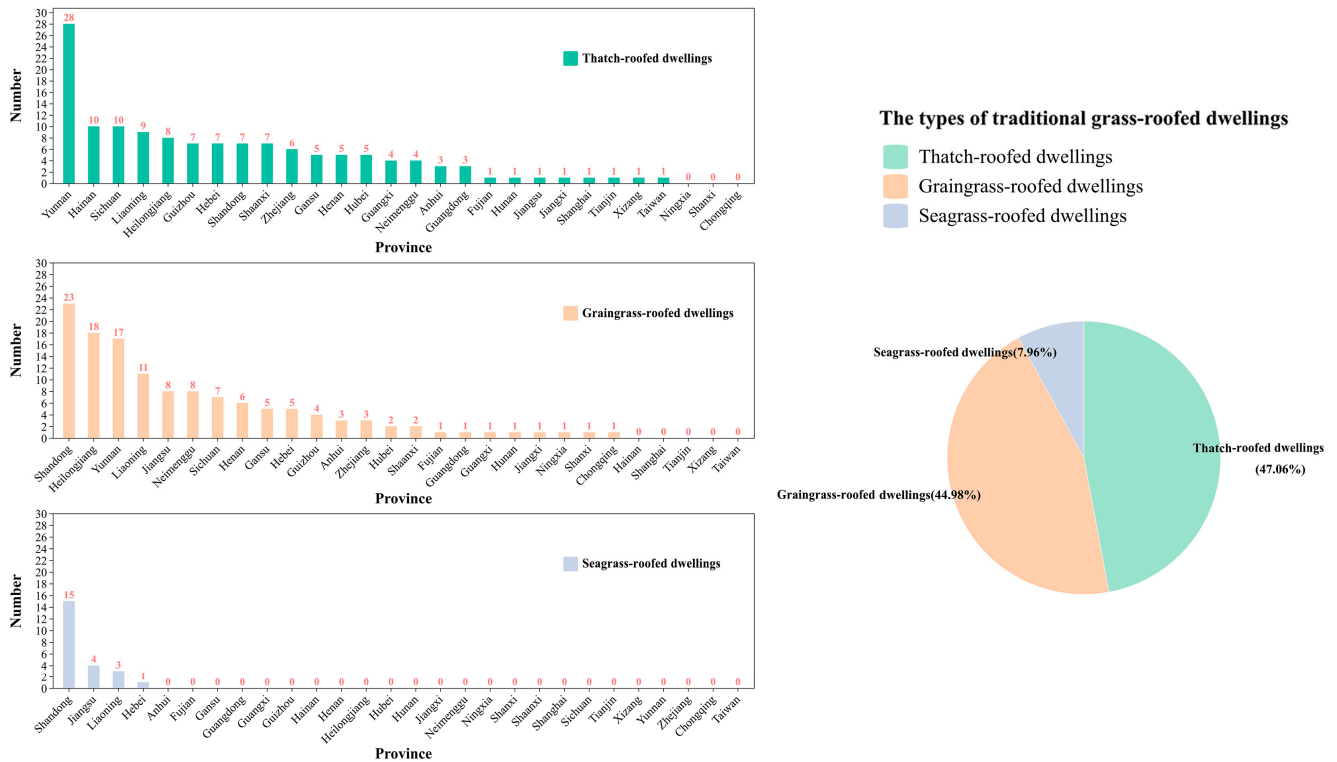 30
28
26
24
22
20
18
16
14
12
10
8
6
4
2
0
Number
28 10 10 9 8 7 7 7 7 6 5 5 5 4 4 3 3 1 1 1 1 1 1 1 1 0 0 0
Thatch-roofed dwellings
Yunnan Hainan Sichuan Liaoning Heilongjiang Guizhou Hebei Shandong Shaanxi Zhejiang Gansu Henan Hubei Guangxi Neimenggu Anhui Guangdong Fujian Hunan Jiangsu Jiangxi Shanghai Tianjin Xizang Taiwan Ningxia Shanxi Chongqing
Province
30
28
26
24
22
20
18
16
14
12
10
8
6
4
2
0
Number
23 18 17 11 8 8 7 6 5 5 4 3 3 2 2 1 1 1 1 1 1 1 1 0 0 0 0 0
Graingrass-roofed dwellings
Shandong Heilongjiang Yunnan Liaoning Jiangsu Neimenggu Sichuan Henan Gansu Hebei Guizhou Anhui Zhejiang Hubei Shaanxi Fujian Guangdong Guangxi Hunan Jiangxi Ningxia Shanxi Chongqing Hainan Shanghai Tianjin Xizang Taiwan
Province
30
28
26
24
22
20
18
16
14
12
10
8
6
4
2
0
Number
15 4 3 1 0 0 0 0 0 0 0 0 0 0 0 0 0 0 0 0 0 0 0 0 0 0 0 0
Seagrass-roofed dwellings
Shandong Jiangsu Liaoning Hebei Anhui Fujian Gansu Guangdong Guangxi Guizhou Hainan Henan Heilongjiang Hubei Hunan Jiangxi Neimenggu Ningxia Shanxi Shaanxi Shanghai Sichuan Tianjin Xizang Yunnan Zhejiang Chongqing Taiwan
Province
The types of traditional grass-roofed dwellings
Thatch-roofed dwellings
Graingrass-roofed dwellings
Seagrass-roofed dwellings
Seagrass-roofed dwellings(7.96%)
Thatch-roofed dwellings
(47.06%)
Graingrass-roofed dwellings(44.98%)